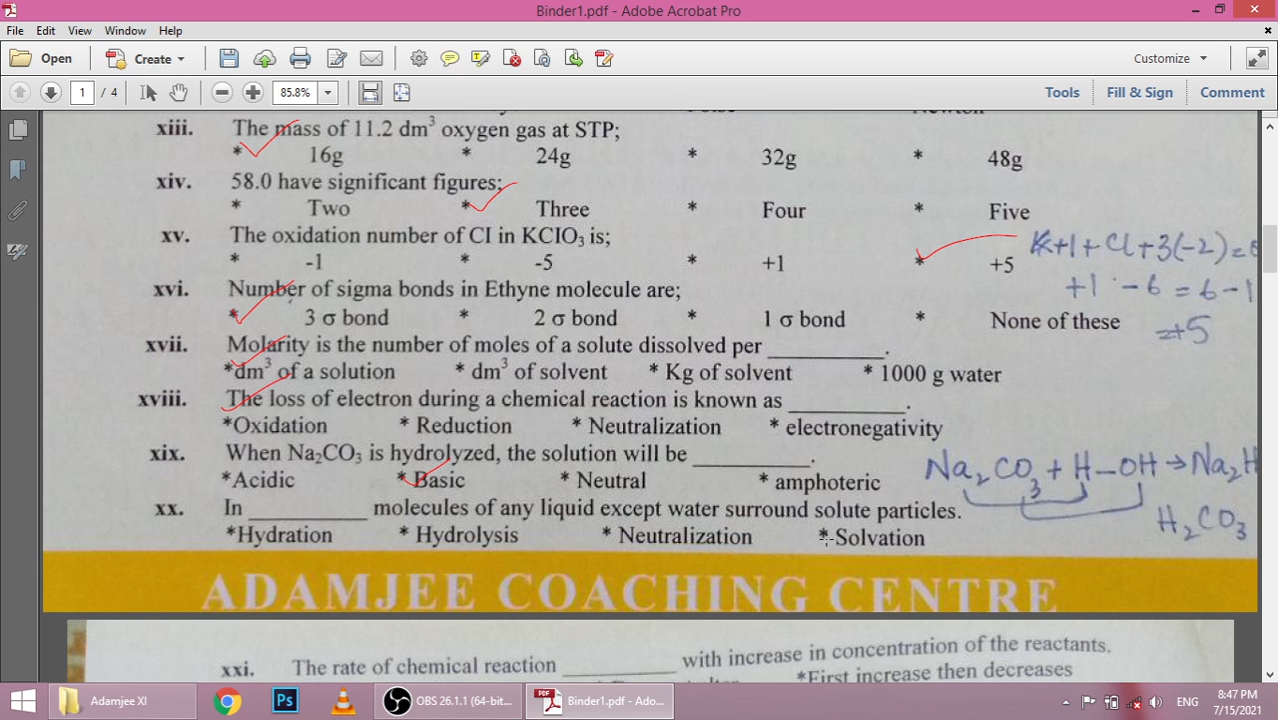 Binder1.pdf - Adobe Acrobat Pro
File Edit View Window Help
Open Create Customize
1 / 4 85.8% Tools Fill & Sign Comment
xiii. The mass of 11.2 dm³ oxygen gas at STP;
* 16g * 24g * 32g * 48g
xiv. 58.0 have significant figures;
* Two * Three * Four * Five
xv. The oxidation number of CI in KCIO₃ is;
* -1 * -5 * +1 * +5
K+1+Cl+3(-2)=0
+1 -6 = 6-1
=+5
xvi. Number of sigma bonds in Ethyne molecule are;
* 3 σ bond * 2 σ bond * 1 σ bond * None of these
xvii. Molarity is the number of moles of a solute dissolved per __________.
*dm³ of a solution * dm³ of solvent * Kg of solvent * 1000 g water
xviii. The loss of electron during a chemical reaction is known as __________.
*Oxidation * Reduction * Neutralization * electronegativity
xix. When Na₂CO₃ is hydrolyzed, the solution will be __________.
*Acidic * Basic * Neutral * amphoteric
Na₂CO₃ + H-OH → Na₂H
H₂CO₃
xx. In __________ molecules of any liquid except water surround solute particles.
*Hydration * Hydrolysis * Neutralization *Solvation
ADAMJEE COACHING CENTRE
xxi. The rate of chemical reaction __________ with increase in concentration of the reactants.
*First increase then decreases
Adamjee XI OBS 26.1.1 (64-bit... Binder1.pdf - Ado... ENG 8:47 PM
7/15/2021